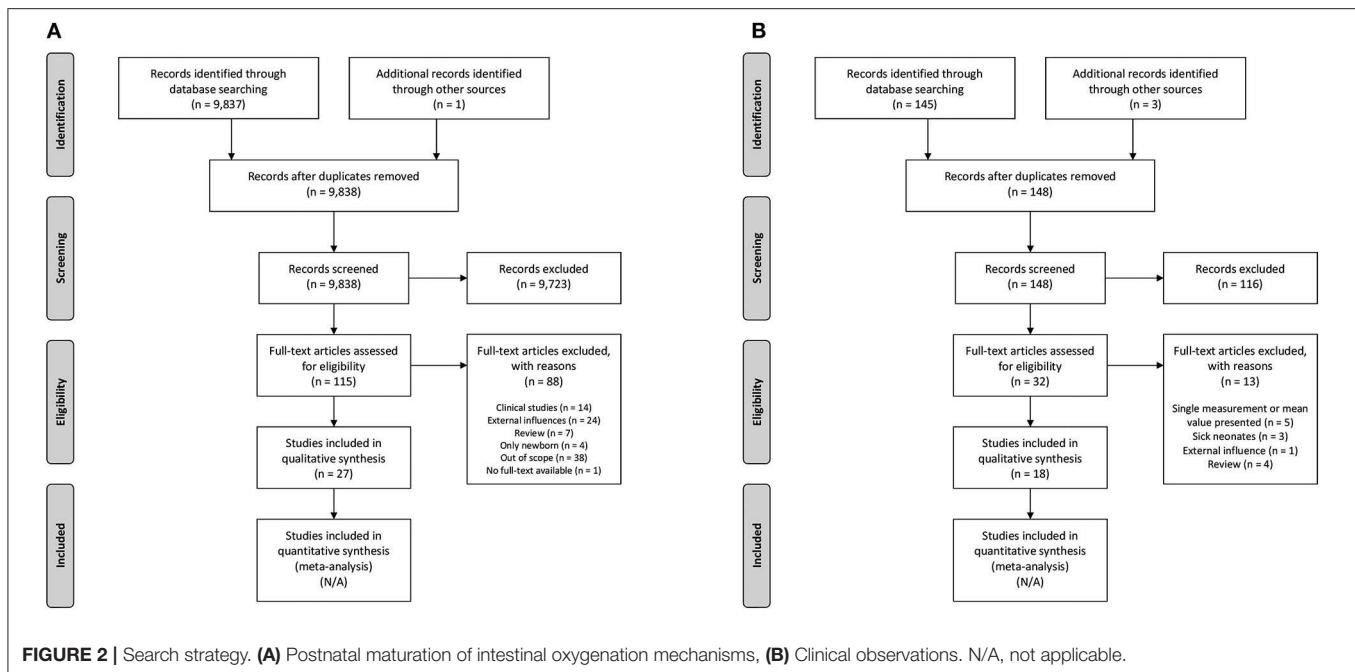 A
Identification
Records identified through
database searching
(n = 9,837)
Additional records identified
through other sources
(n = 1)
Records after duplicates removed
(n = 9,838)
Screening
Records screened
(n = 9,838)
Records excluded
(n = 9,723)
Eligibility
Full-text articles assessed
for eligibility
(n = 115)
Full-text articles excluded,
with reasons
(n = 88)
Clinical studies (n = 14)
External influences (n = 24)
Review (n = 7)
Only newborn (n = 4)
Out of scope (n = 38)
No full-text available (n = 1)
Studies included in
qualitative synthesis
(n = 27)
Included
Studies included in
quantitative synthesis
(meta-analysis)
(N/A)
B
Identification
Records identified through
database searching
(n = 145)
Additional records identified
through other sources
(n = 3)
Records after duplicates removed
(n = 148)
Screening
Records screened
(n = 148)
Records excluded
(n = 116)
Eligibility
Full-text articles assessed
for eligibility
(n = 32)
Full-text articles excluded,
with reasons
(n = 13)
Single measurement or mean
value presented (n = 5)
Sick neonates (n = 3)
External influence (n = 1)
Review (n = 4)
Studies included in
qualitative synthesis
(n = 18)
Included
Studies included in
quantitative synthesis
(meta-analysis)
(N/A)
FIGURE 2 | Search strategy. (A) Postnatal maturation of intestinal oxygenation mechanisms, (B) Clinical observations. N/A, not applicable.